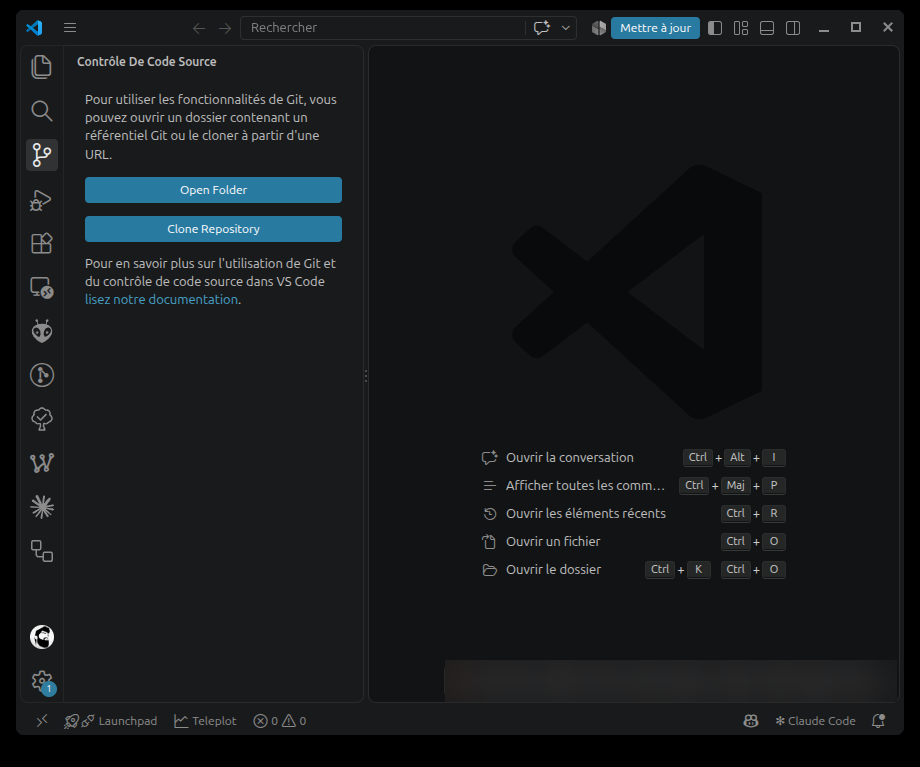 Rechercher
Mettre à jour
Contrôle De Code Source
Pour utiliser les fonctionnalités de Git, vous
pouvez ouvrir un dossier contenant un
référentiel Git ou le cloner à partir d'une
URL.
Open Folder
Clone Repository
Pour en savoir plus sur l'utilisation de Git et
du contrôle de code source dans VS Code
lisez notre documentation.
Ouvrir la conversation Ctrl + Alt + I
Afficher toutes les comm... Ctrl + Maj + P
Ouvrir les éléments récents Ctrl + R
Ouvrir un fichier Ctrl + O
Ouvrir le dossier Ctrl + K Ctrl + O
1
Launchpad Teleplot 0 0 Claude Code